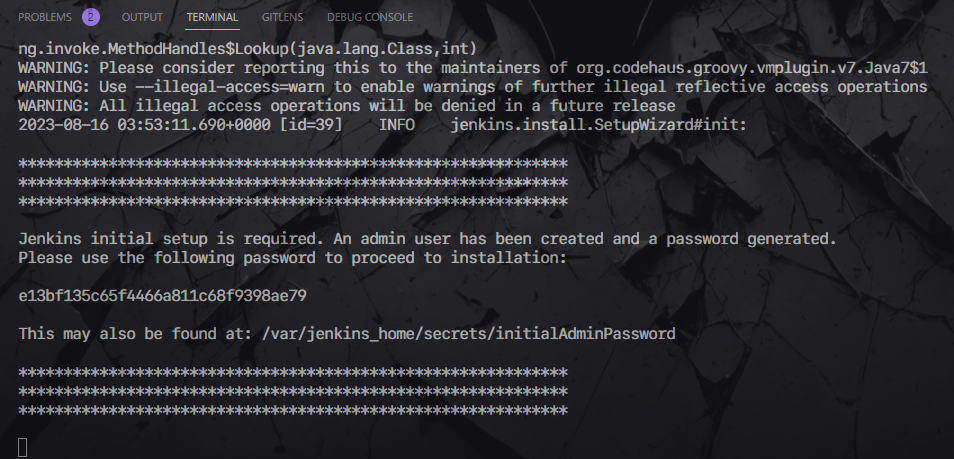 PROBLEMS 2 OUTPUT TERMINAL GITLENS DEBUG CONSOLE
ng.invoke.MethodHandles$Lookup(java.lang.Class,int)
WARNING: Please consider reporting this to the maintainers of org.codehaus.groovy.vmplugin.v7.Java7$1
WARNING: Use --illegal-access=warn to enable warnings of further illegal reflective access operations
WARNING: All illegal access operations will be denied in a future release
2023-08-16 03:53:11.690+0000 [id=39] INFO jenkins.install.SetupWizard#init:
*************************************************************
*************************************************************
*************************************************************
Jenkins initial setup is required. An admin user has been created and a password generated.
Please use the following password to proceed to installation:
e13bf135c65f4466a811c68f9398ae79
This may also be found at: /var/jenkins_home/secrets/initialAdminPassword
*************************************************************
*************************************************************
*************************************************************